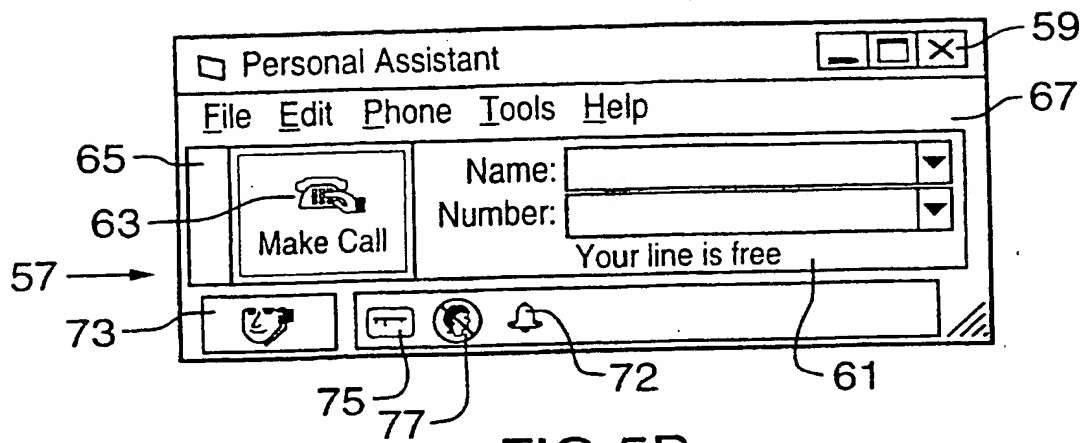 Personal Assistant
59
File Edit Phone Tools Help
67
65
Name:
63
Number:
Make Call
Your line is free
57
73
75
77
72
61